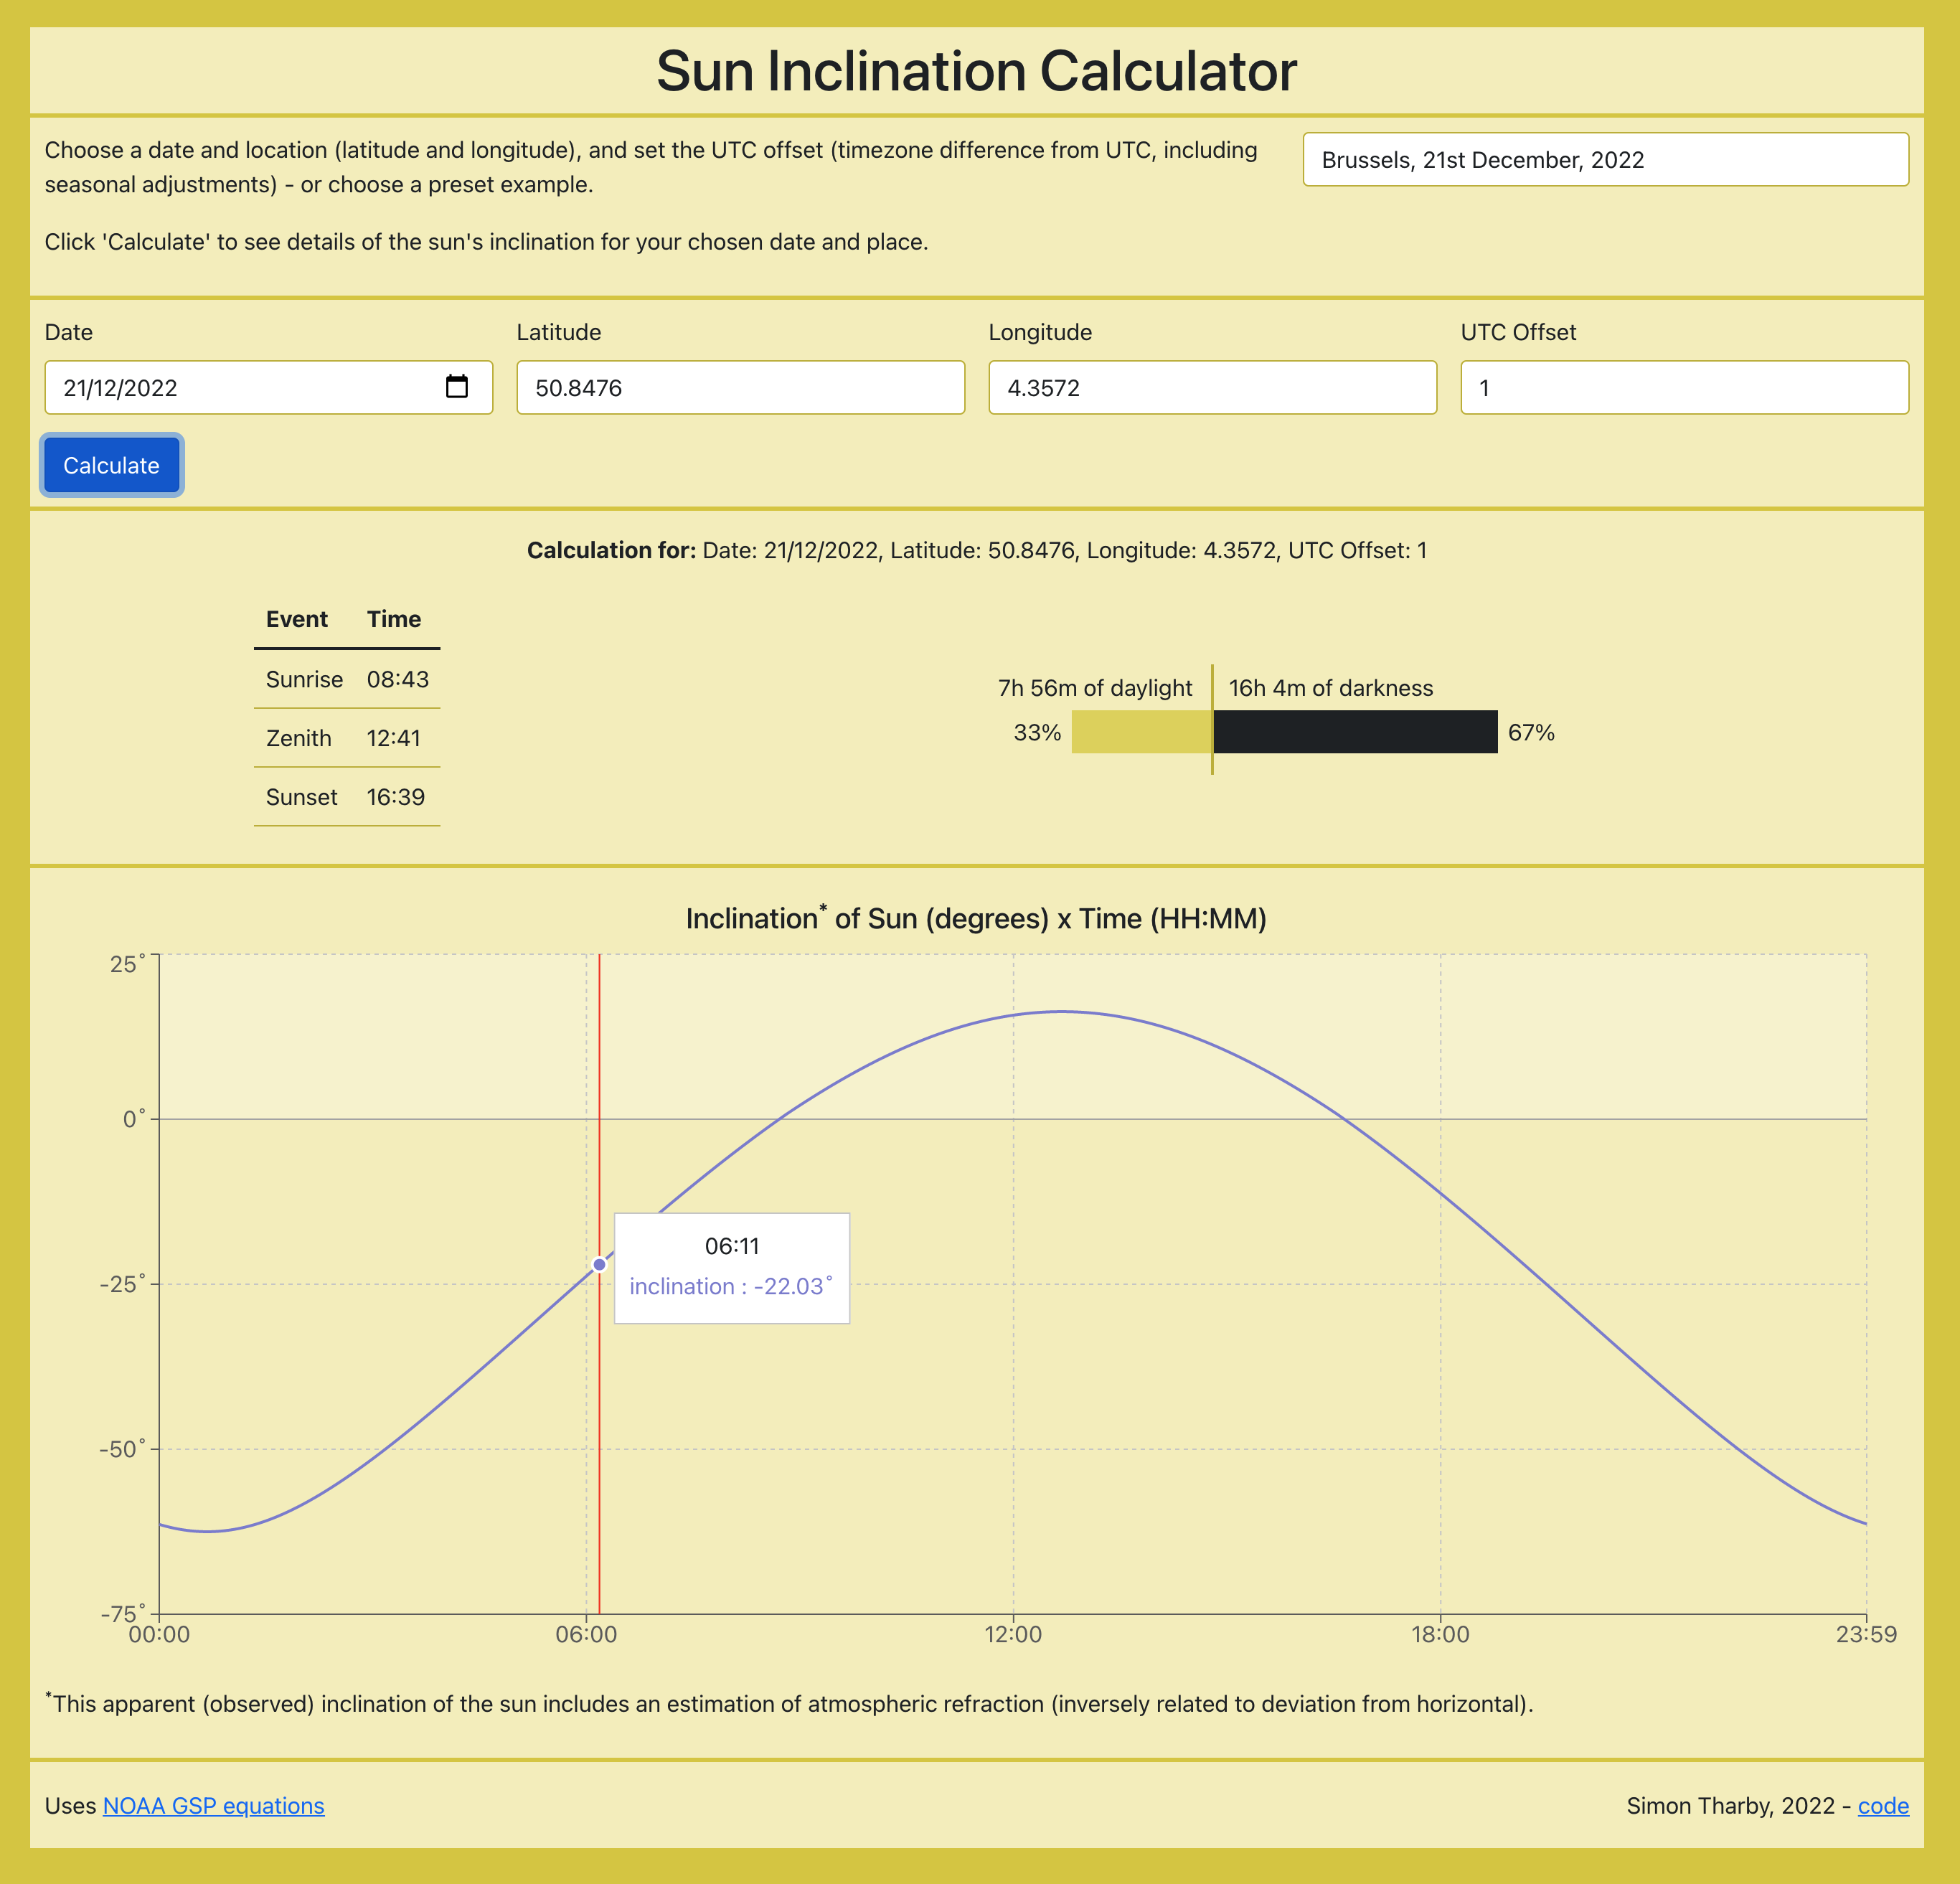 Sun Inclination Calculator
Choose a date and location (latitude and longitude), and set the UTC offset (timezone difference from UTC, including
seasonal adjustments) - or choose a preset example.
Click 'Calculate' to see details of the sun's inclination for your chosen date and place.
Brussels, 21st December, 2022
Date
Latitude
Longitude
UTC Offset
21/12/2022
50.8476
4.3572
1
Calculate
Calculation for: Date: 21/12/2022, Latitude: 50.8476, Longitude: 4.3572, UTC Offset: 1
Event Time
Sunrise 08:43
Zenith 12:41
Sunset 16:39
7h 56m of daylight
16h 4m of darkness
33%
67%
Inclination* of Sun (degrees) x Time (HH:MM)
25°
0°
-25°
-50°
-75°
06:11
inclination : -22.03°
00:00
06:00
12:00
18:00
23:59
*This apparent (observed) inclination of the sun includes an estimation of atmospheric refraction (inversely related to deviation from horizontal).
Uses NOAA GSP equations
Simon Tharby, 2022 - code